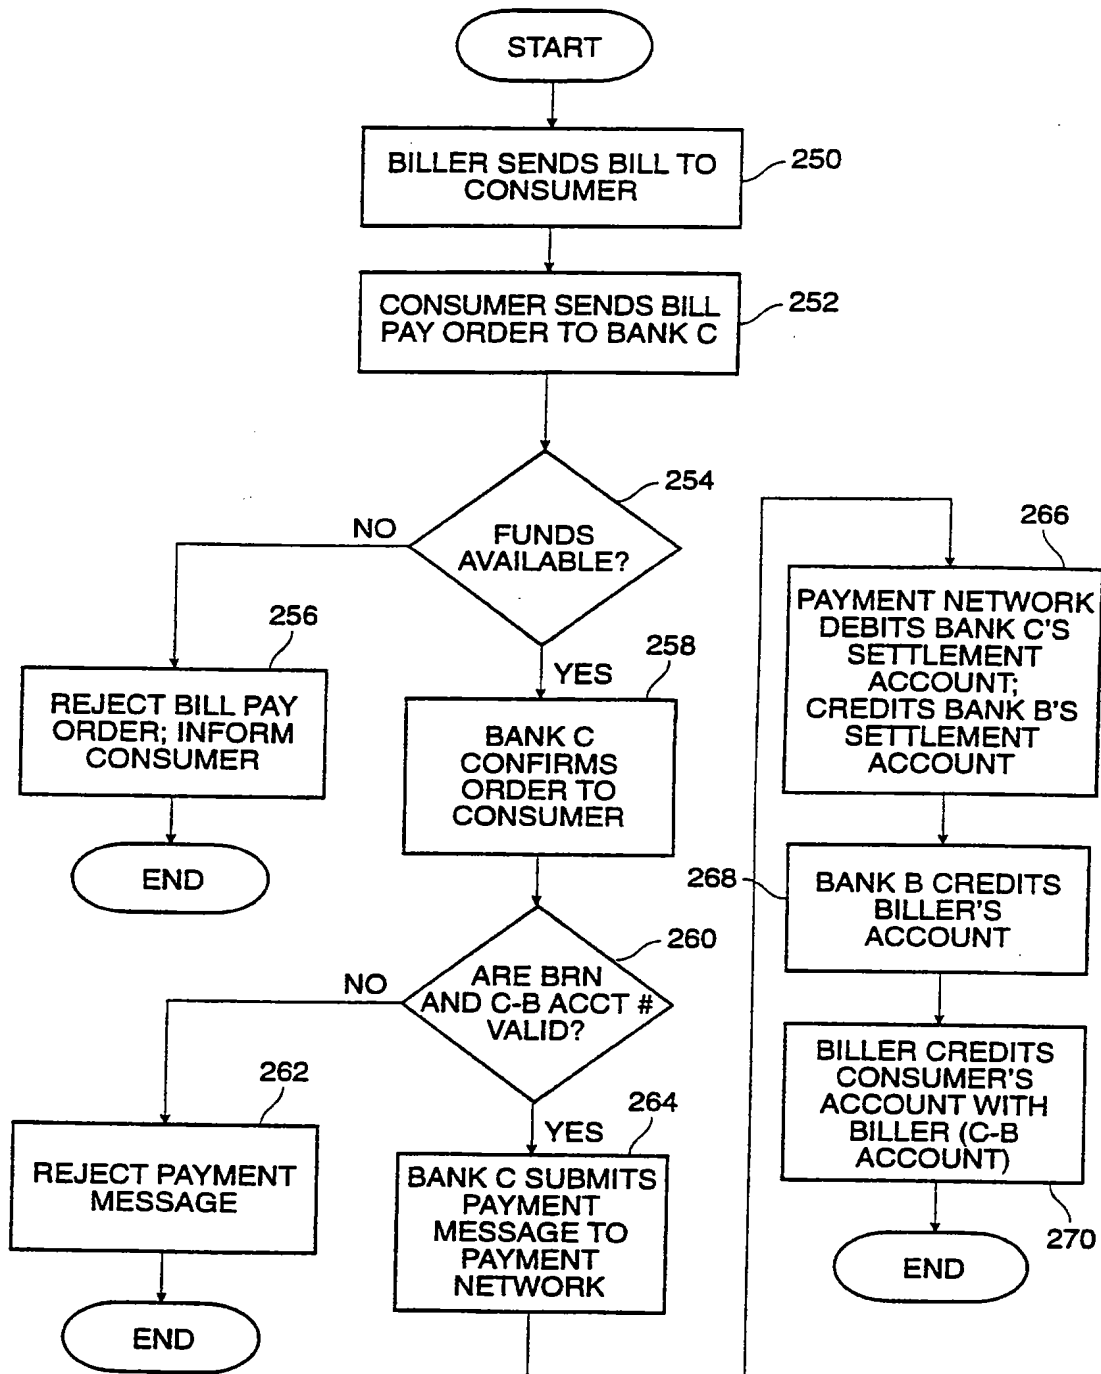 START
BILLER SENDS BILL TO
CONSUMER
250
CONSUMER SENDS BILL
PAY ORDER TO BANK C
252
FUNDS
AVAILABLE?
254
NO
YES
REJECT BILL PAY
ORDER; INFORM
CONSUMER
256
END
BANK C
CONFIRMS
ORDER TO
CONSUMER
258
ARE BRN
AND C-B ACCT #
VALID?
260
NO
YES
REJECT PAYMENT
MESSAGE
262
END
BANK C SUBMITS
PAYMENT
MESSAGE TO
PAYMENT
NETWORK
264
PAYMENT NETWORK
DEBITS BANK C'S
SETTLEMENT
ACCOUNT;
CREDITS BANK B'S
SETTLEMENT
ACCOUNT
266
BANK B CREDITS
BILLER'S
ACCOUNT
268
BILLER CREDITS
CONSUMER'S
ACCOUNT WITH
BILLER (C-B
ACCOUNT)
270
END